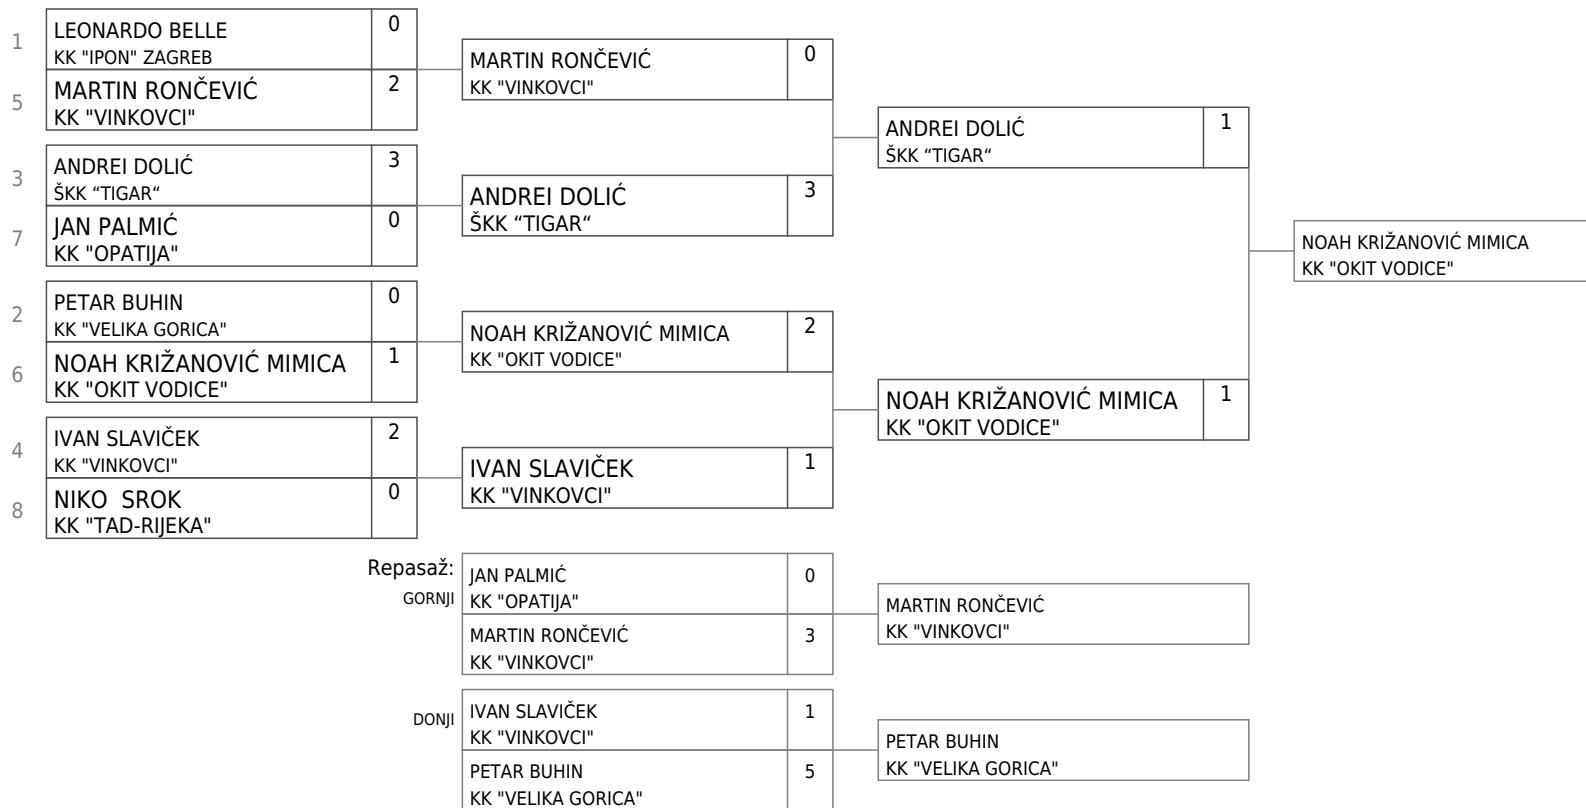 1
LEONARDO BELLE
KK "IPON" ZAGREB
0
5
MARTIN RONČEVIĆ
KK "VINKOVCI"
2
3
ANDREI DOLIĆ
ŠKK “TIGAR“
3
7
JAN PALMIĆ
KK "OPATIJA"
0
2
PETAR BUHIN
KK "VELIKA GORICA"
0
6
NOAH KRIŽANOVIĆ MIMICA
KK "OKIT VODICE"
1
4
IVAN SLAVIČEK
KK "VINKOVCI"
2
8
NIKO  SROK
KK "TAD-RIJEKA"
0
MARTIN RONČEVIĆ
KK "VINKOVCI"
0
ANDREI DOLIĆ
ŠKK “TIGAR“
3
NOAH KRIŽANOVIĆ MIMICA
KK "OKIT VODICE"
2
IVAN SLAVIČEK
KK "VINKOVCI"
1
ANDREI DOLIĆ
ŠKK “TIGAR“
1
NOAH KRIŽANOVIĆ MIMICA
KK "OKIT VODICE"
1
NOAH KRIŽANOVIĆ MIMICA
KK "OKIT VODICE"
Repasaž:
GORNJI
JAN PALMIĆ
KK "OPATIJA"
0
MARTIN RONČEVIĆ
KK "VINKOVCI"
3
MARTIN RONČEVIĆ
KK "VINKOVCI"
DONJI
IVAN SLAVIČEK
KK "VINKOVCI"
1
PETAR BUHIN
KK "VELIKA GORICA"
5
PETAR BUHIN
KK "VELIKA GORICA"